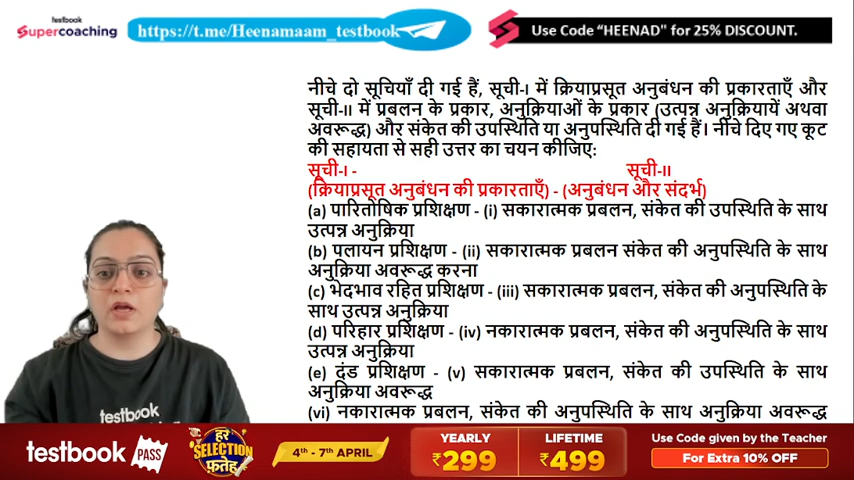 testbook
Supercoaching
https://t.me/Heenamaam_testbook
Use Code “HEENAD" for 25% DISCOUNT.
नीचे दो सूचियाँ दी गई हैं, सूची-I में क्रियाप्रसूत अनुबंधन की प्रकारताएँ और
सूची-II में प्रबलन के प्रकार, अनुक्रियाओं के प्रकार (उत्पन्न अनुक्रियायें अथवा
अवरूद्ध) और संकेत की उपस्थिति या अनुपस्थिति दी गई हैं। नीचे दिए गए कूट
की सहायता से सही उत्तर का चयन कीजिए:
सूची-I - सूची-II
(क्रियाप्रसूत अनुबंधन की प्रकारताएँ) - (अनुबंधन और संदर्भ)
(a) पारितोषिक प्रशिक्षण - (i) सकारात्मक प्रबलन, संकेत की उपस्थिति के साथ
उत्पन्न अनुक्रिया
(b) पलायन प्रशिक्षण - (ii) सकारात्मक प्रबलन संकेत की अनुपस्थिति के साथ
अनुक्रिया अवरूद्ध करना
(c) भेदभाव रहित प्रशिक्षण - (iii) सकारात्मक प्रबलन, संकेत की अनुपस्थिति के
साथ उत्पन्न अनुक्रिया
(d) परिहार प्रशिक्षण - (iv) नकारात्मक प्रबलन, संकेत की अनुपस्थिति के साथ
उत्पन्न अनुक्रिया
(e) दंड प्रशिक्षण - (v) सकारात्मक प्रबलन, संकेत की उपस्थिति के साथ
अनुक्रिया अवरूद्ध
(vi) नकारात्मक प्रबलन, संकेत की अनुपस्थिति के साथ अनुक्रिया अवरूद्ध
testbook
testbook PASS
हर SELECTION फतेह
4th - 7th APRIL
YEARLY
₹299
LIFETIME
₹499
Use Code given by the Teacher
For Extra 10% OFF